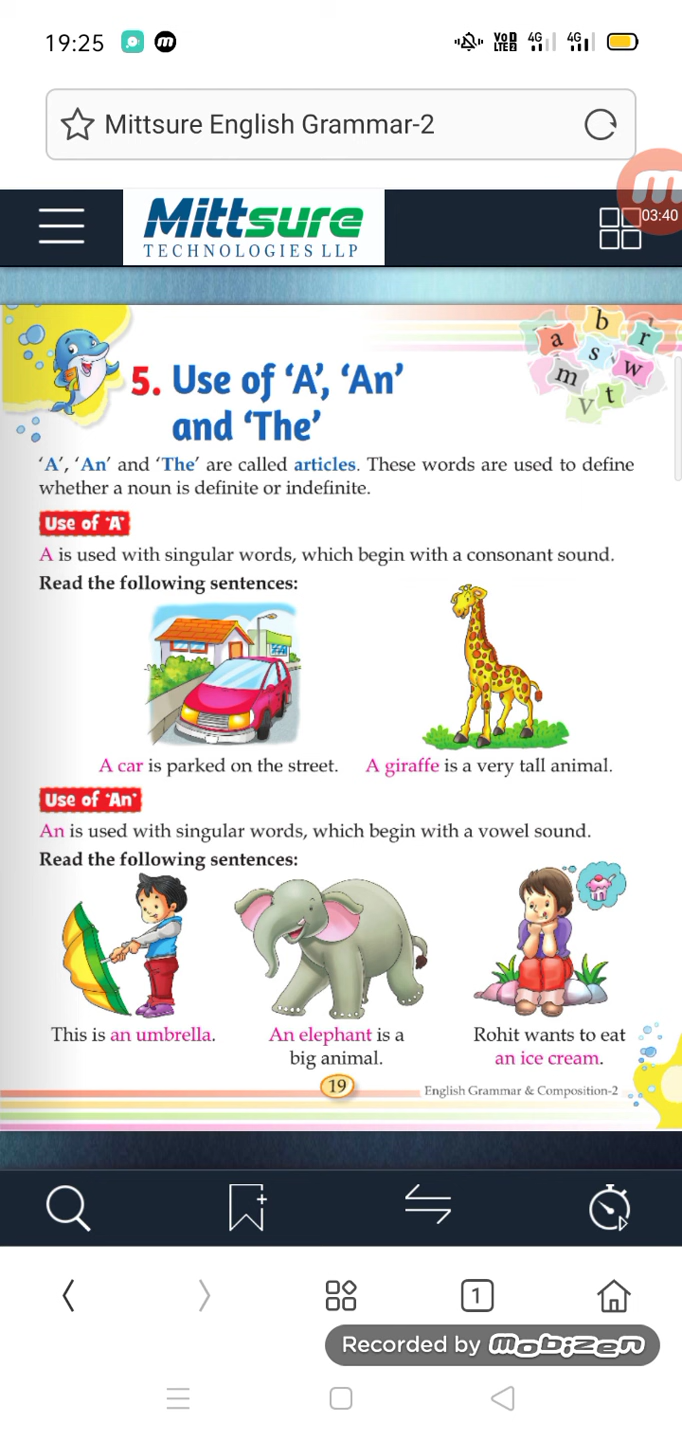 19:25
VoD LTE2 4G 4G
Mittsure English Grammar-2
03:40
Mittsure
TECHNOLOGIES LLP
a b r s m w v t
5. Use of ‘A’, ‘An’
and ‘The’
‘A’, ‘An’ and ‘The’ are called articles. These words are used to define
whether a noun is definite or indefinite.
Use of ‘A’
A is used with singular words, which begin with a consonant sound.
Read the following sentences:
A car is parked on the street. A giraffe is a very tall animal.
Use of ‘An’
An is used with singular words, which begin with a vowel sound.
Read the following sentences:
This is an umbrella. An elephant is a Rohit wants to eat
big animal. an ice cream.
19 English Grammar & Composition-2
1
Recorded by mobizen